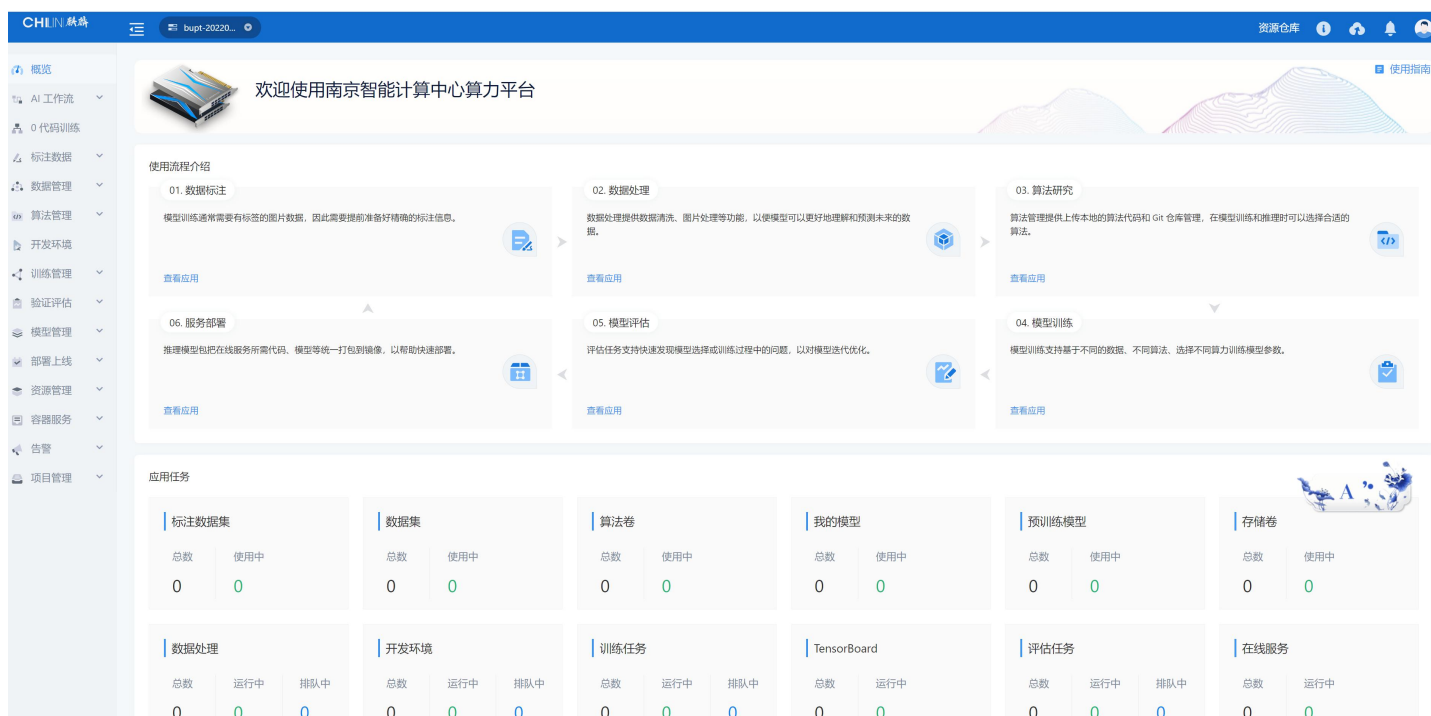 CHILIN 麒麟
bupt-20220...
资源仓库
概览
AI 工作流
0 代码训练
标注数据
数据管理
算法管理
开发环境
训练管理
验证评估
模型管理
部署上线
资源管理
容器服务
告警
项目管理
欢迎使用南京智能计算中心算力平台
使用指南
使用流程介绍
01. 数据标注
模型训练通常需要有标签的图片数据，因此需要提前准备好精确的标注信息。
查看应用
02. 数据处理
数据处理提供数据清洗、图片处理等功能，以便模型可以更好地理解和预测未来的数
据。
查看应用
03. 算法研究
算法管理提供上传本地的算法代码和 Git 仓库管理，在模型训练和推理时可以选择合适的
算法。
查看应用
06. 服务部署
推理模型包把在线服务所需代码、模型等统一打包到镜像，以帮助快速部署。
查看应用
05. 模型评估
评估任务支持快速发现模型选择或训练过程中的问题，以对模型迭代优化。
查看应用
04. 模型训练
模型训练支持基于不同的数据、不同算法、选择不同算力训练模型参数。
查看应用
应用任务
A
标注数据集
总数 使用中
0 0
数据集
总数 使用中
0 0
算法卷
总数 使用中
0 0
我的模型
总数 使用中
0 0
预训练模型
总数 使用中
0 0
存储卷
总数 使用中
0 0
数据处理
总数 运行中 排队中
0 0 0
开发环境
总数 运行中 排队中
0 0 0
训练任务
总数 运行中 排队中
0 0 0
TensorBoard
总数 运行中
0 0
评估任务
总数 运行中 排队中
0 0 0
在线服务
总数 运行中
0 0